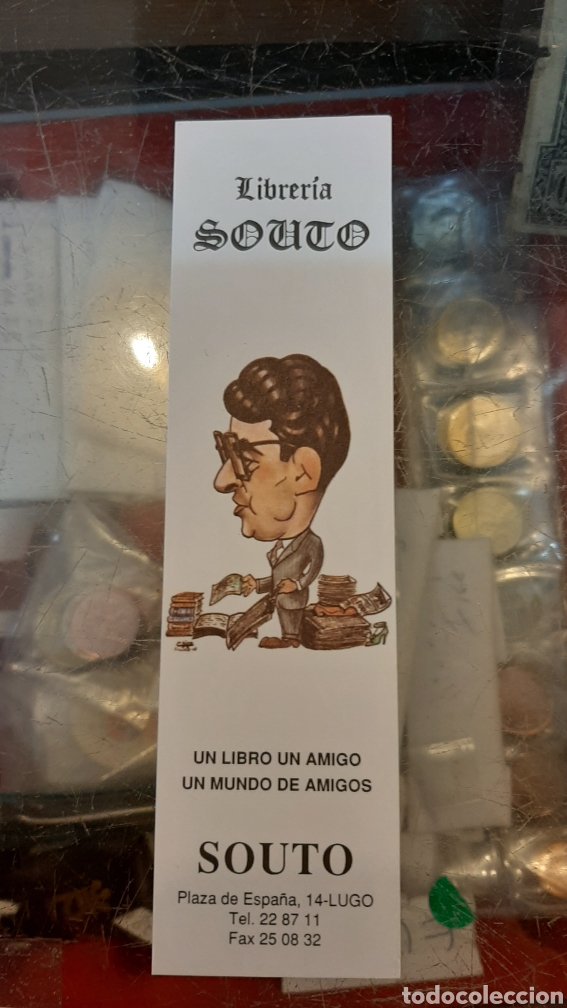 Librería
SOUTO
UN LIBRO UN AMIGO
UN MUNDO DE AMIGOS
SOUTO
Plaza de España, 14-LUGO
Tel. 22 87 11
Fax 25 08 32
todocoleccion